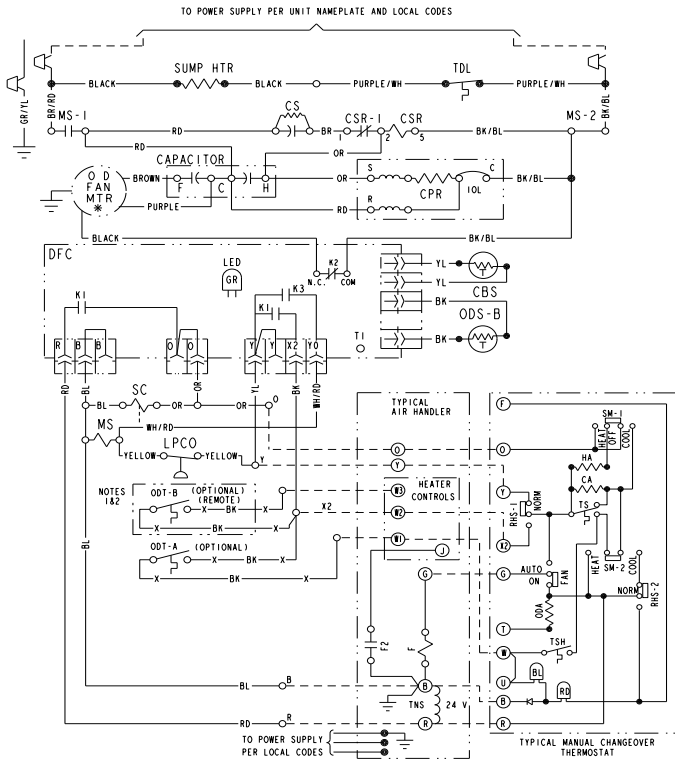 TO POWER SUPPLY PER UNIT NAMEPLATE AND LOCAL CODES
GR/YL
BR/RD
BLACK
SUMP HTR
BLACK
PURPLE/WH
TDL
PURPLE/WH
BK/BL
MS-1
RD
CS
BR
1
CSR-1
2
CSR
5
BK/BL
MS-2
RD
OR
CAPACITOR
O D
FAN
MTR
*
BROWN
F
C
H
OR
S
CPR
IOL
C
BK/BL
PURPLE
RD
R
BLACK
BK/BL
DFC
LED
GR
K2
N.C.
COM
YL
YL
CBS
BK
ODS-B
BK
K1
K3
K1
T1
R
B
B
O
O
Y
Y
X2
YO
RD
BL
OR
YL
BK
WH/RD
SC
BL
OR
OR
O
MS
WH/RD
LPCO
YELLOW
YELLOW
Y
NOTES
1&2
ODT-B
(OPTIONAL)
(REMOTE)
X
BK
X
X
BK
X
X2
ODT-A
(OPTIONAL)
X
BK
X
X
BK
BL
BL
B
RD
R
TYPICAL
AIR HANDLER
O
Y
HEATER
CONTROLS
W3
W2
W1
J
G
F2
F
B
TNS
24 V
R
TO POWER SUPPLY
PER LOCAL CODES
F
SM-1
O
HEAT
OFF
COOL
HA
CA
Y
NORM
RHS-1
TS
X2
HEAT
SM-2
COOL
G
AUTO
ON
FAN
NORM
RHS-2
ODA
T
TSH
W
U
BL
RD
B
R
TYPICAL MANUAL CHANGEOVER
THERMOSTAT